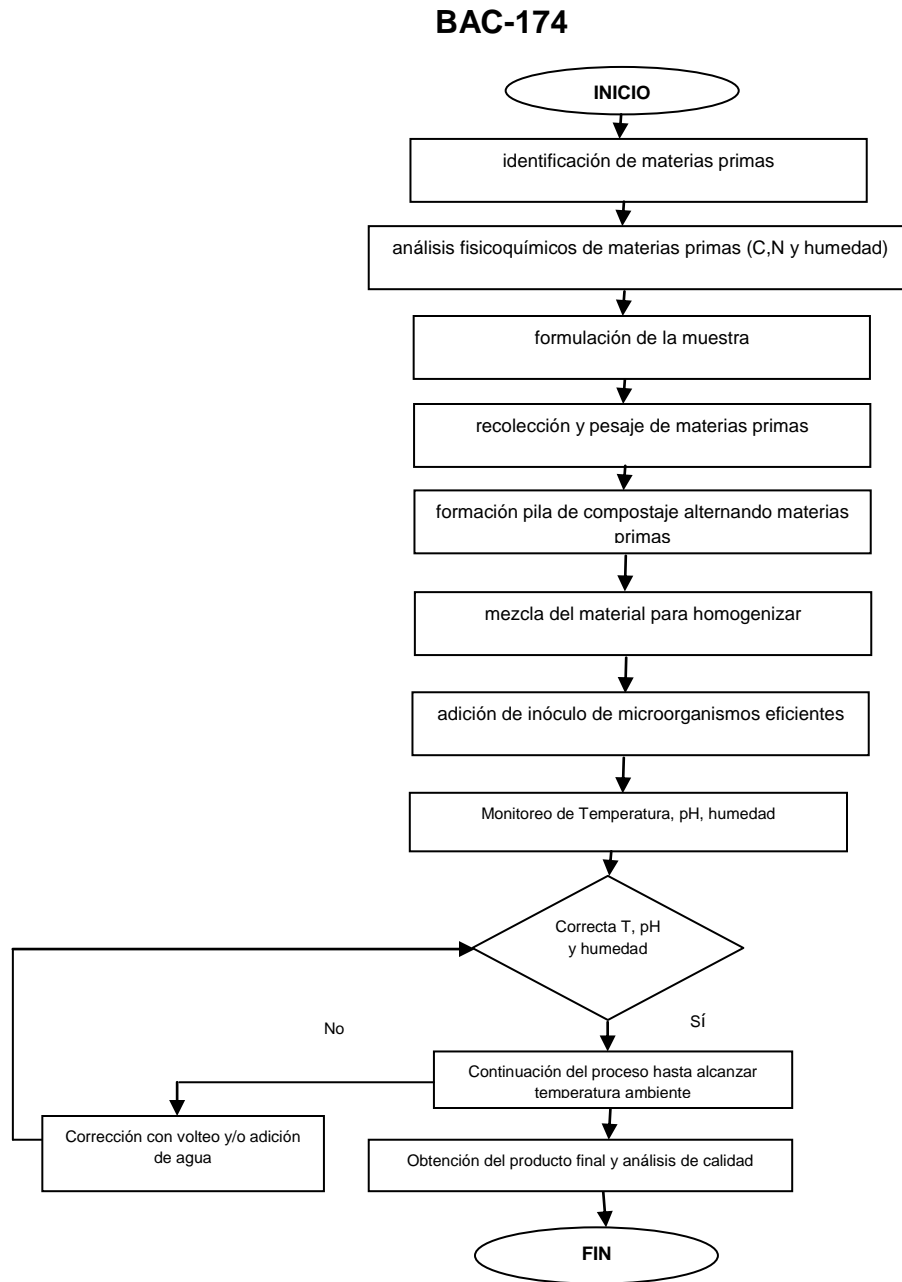 BAC-174
INICIO
identificación de materias primas
análisis fisicoquímicos de materias primas (C,N y humedad)
formulación de la muestra
recolección y pesaje de materias primas
formación pila de compostaje alternando materias
primas
mezcla del material para homogenizar
adición de inóculo de microorganismos eficientes
Monitoreo de Temperatura, pH, humedad
Correcta T, pH
y humedad
No
Sí
Continuación del proceso hasta alcanzar
temperatura ambiente
Corrección con volteo y/o adición
de agua
Obtención del producto final y análisis de calidad
FIN